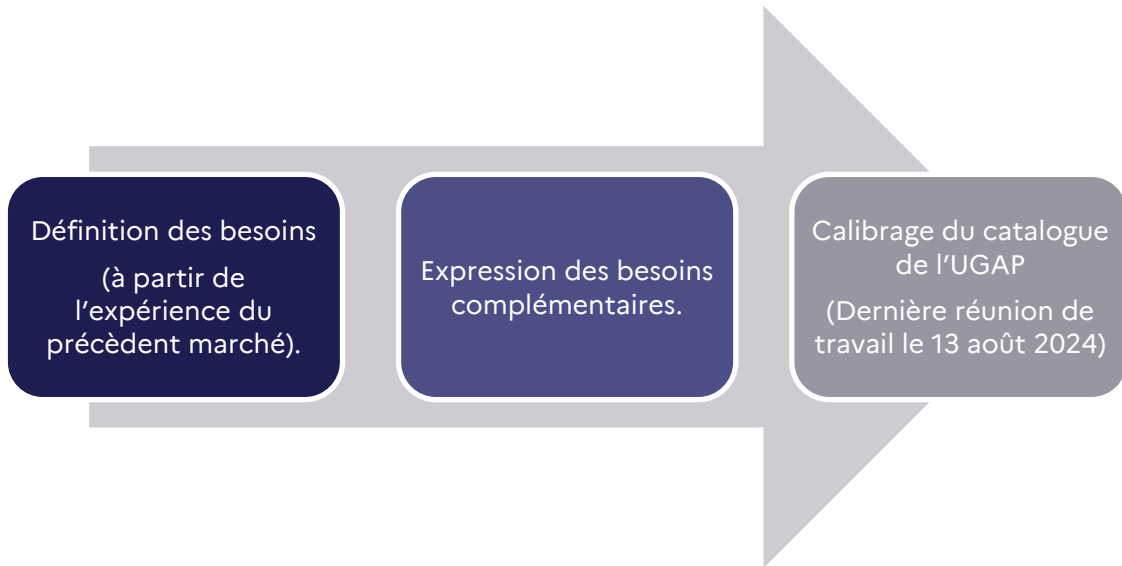 Définition des besoins
(à partir de
l’expérience du
précèdent marché).
Expression des besoins
complémentaires.
Calibrage du catalogue
de l’UGAP
(Dernière réunion de
travail le 13 août 2024)